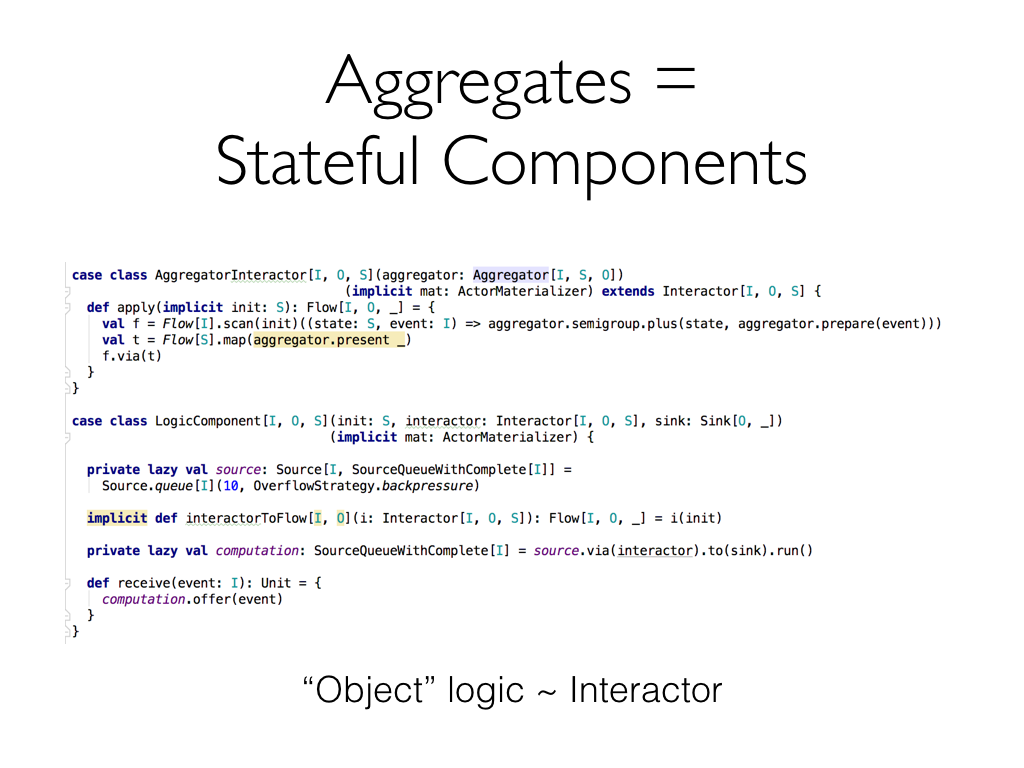 Aggregates =
Stateful Components
case class AggregatorInteractor[I, O, S](aggregator: Aggregator[I, S, O])
(implicit mat: ActorMaterializer) extends Interactor[I, O, S] {
def apply(implicit init: S): Flow[I, O, _] = {
val f = Flow[I].scan(init)((state: S, event: I) => aggregator.semigroup.plus(state, aggregator.prepare(event)))
val t = Flow[S].map(aggregator.present _)
f.via(t)
}
}
case class LogicComponent[I, O, S](init: S, interactor: Interactor[I, O, S], sink: Sink[O, _])
(implicit mat: ActorMaterializer) {
private lazy val source: Source[I, SourceQueueWithComplete[I]] =
Source.queue[I](10, OverflowStrategy.backpressure)
implicit def interactorToFlow[I, O](i: Interactor[I, O, S]): Flow[I, O, _] = i(init)
private lazy val computation: SourceQueueWithComplete[I] = source.via(interactor).to(sink).run()
def receive(event: I): Unit = {
computation.offer(event)
}
}
“Object” logic ~ Interactor